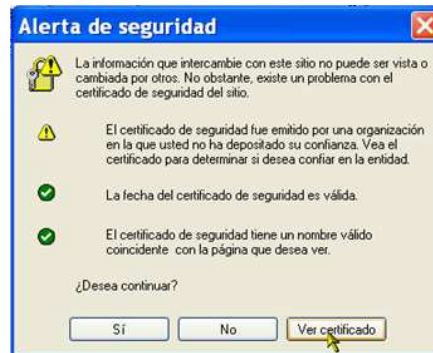 Alerta de seguridad
La información que intercambie con este sitio no puede ser vista o
cambiada por otros. No obstante, existe un problema con el
certificado de seguridad del sitio.
El certificado de seguridad fue emitido por una organización
en la que usted no ha depositado su confianza. Vea el
certificado para determinar si desea confiar en la entidad.
La fecha del certificado de seguridad es válida.
El certificado de seguridad tiene un nombre válido
coincidente con la página que desea ver.
¿Desea continuar?
Sí
No
Ver certificado